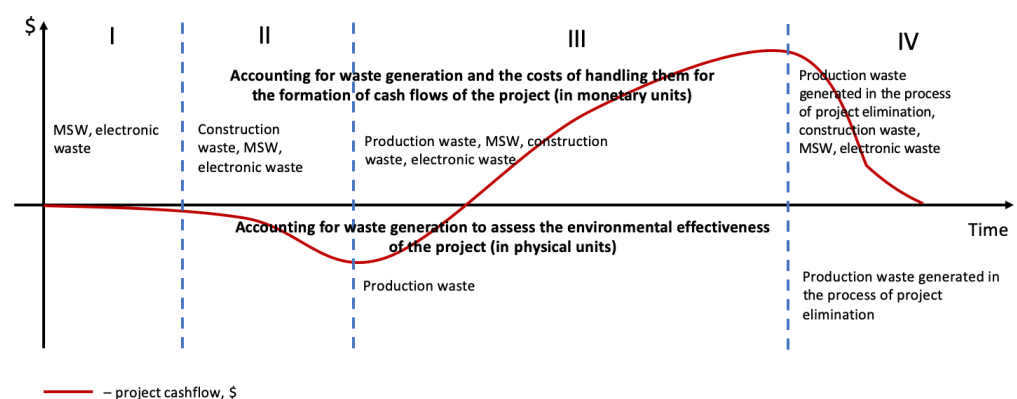 $
I
II
III
IV
Accounting for waste generation and the costs of handling them for
the formation of cash flows of the project (in monetary units)
MSW, electronic
waste
Construction
waste, MSW,
electronic waste
Production waste, MSW, construction
waste, electronic waste
Production waste
generated in the process
of project elimination,
construction waste,
MSW, electronic waste
Time
Accounting for waste generation to assess the environmental effectiveness
of the project (in physical units)
Production waste
Production waste generated in
the process of project
elimination
– project cashflow, $